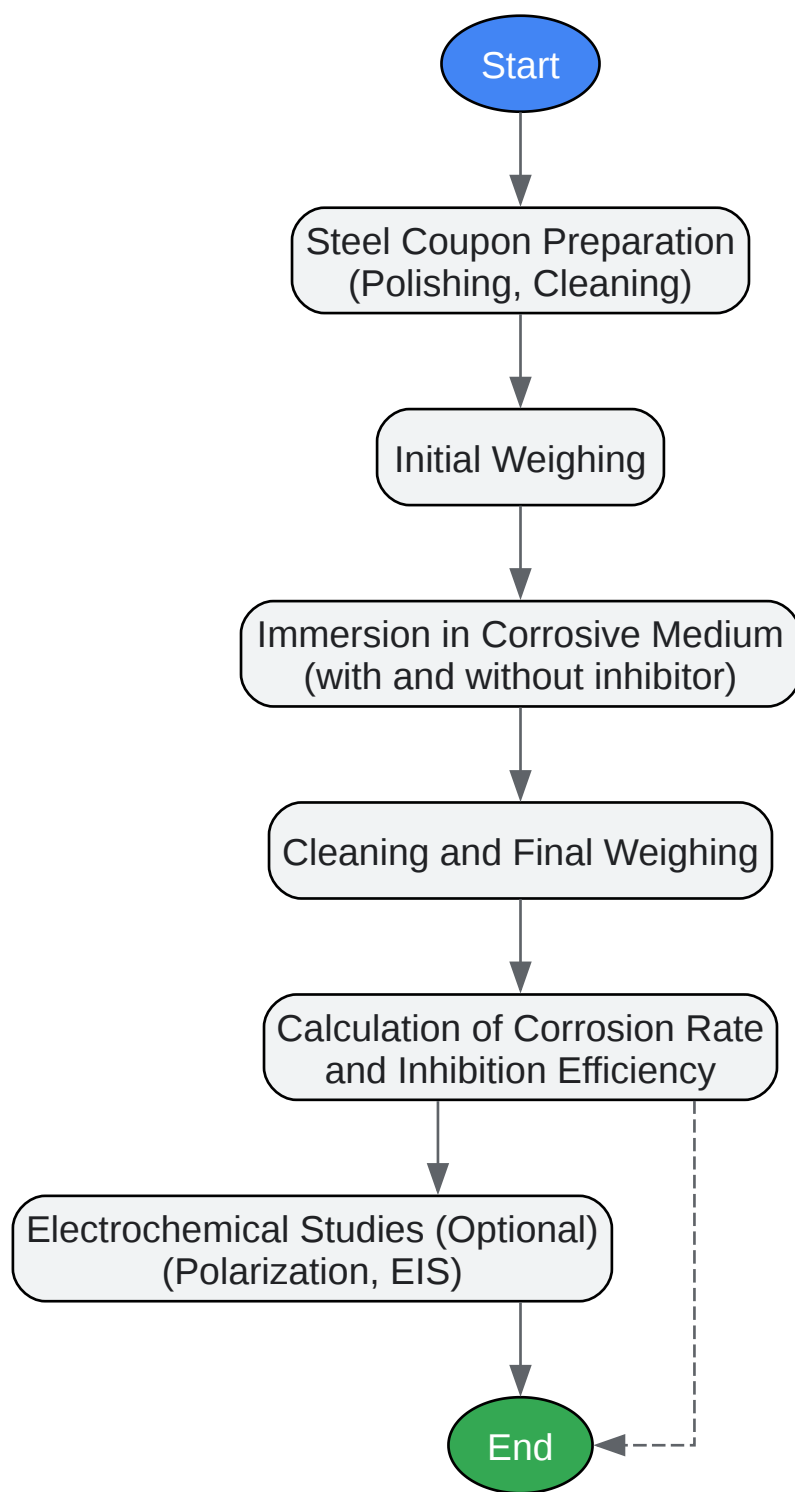 Start
Steel Coupon Preparation
(Polishing, Cleaning)
Initial Weighing
Immersion in Corrosive Medium
(with and without inhibitor)
Cleaning and Final Weighing
Calculation of Corrosion Rate
and Inhibition Efficiency
Electrochemical Studies (Optional)
(Polarization, EIS)
End